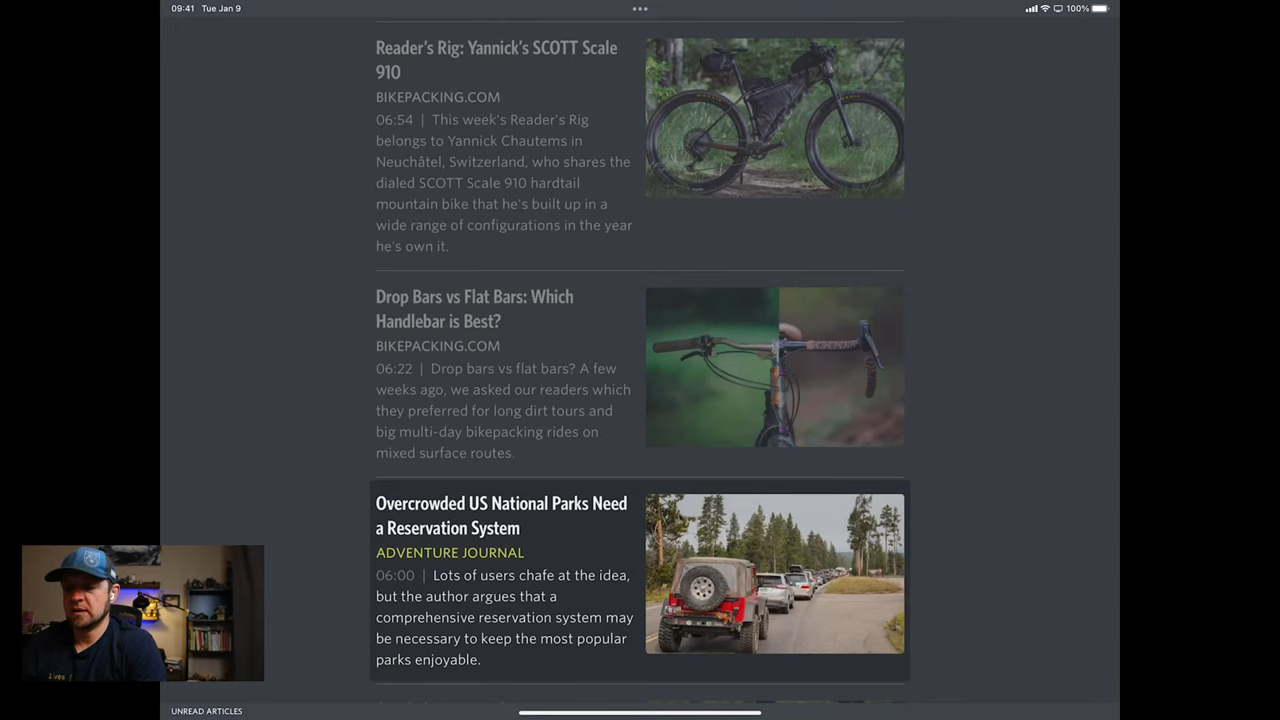 09:41 Tue Jan 9
100%
Reader's Rig: Yannick's SCOTT Scale
910
BIKEPACKING.COM
06:54 | This week's Reader's Rig
belongs to Yannick Chautems in
Neuchâtel, Switzerland, who shares the
dialed SCOTT Scale 910 hardtail
mountain bike that he's built up in a
wide range of configurations in the year
he's own it.
Drop Bars vs Flat Bars: Which
Handlebar is Best?
BIKEPACKING.COM
06:22 | Drop bars vs flat bars? A few
weeks ago, we asked our readers which
they preferred for long dirt tours and
big multi-day bikepacking rides on
mixed surface routes.
Overcrowded US National Parks Need
a Reservation System
ADVENTURE JOURNAL
06:00 | Lots of users chafe at the idea,
but the author argues that a
comprehensive reservation system may
be necessary to keep the most popular
parks enjoyable.
UNREAD ARTICLES